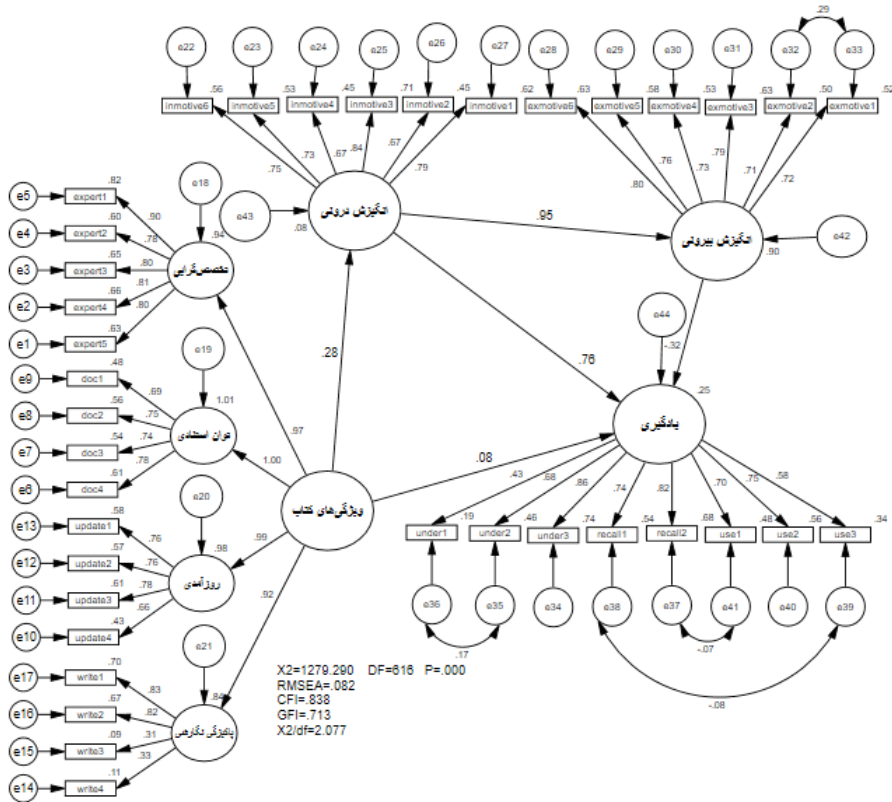 e22
e23
e24
e25
e26
e27
e28
e29
e30
e31
e32
.29
e33
.56
.53
.45
.71
.45
.62
.63
.58
.53
.63
.50
.52
inmotive6
inmotive5
inmotive4
inmotive3
inmotive2
inmotive1
exmotive6
exmotive5
exmotive4
exmotive3
exmotive2
exmotive1
.75
.73
.67
.84
.67
.79
.80
.76
.73
.79
.71
.72
e43
.08
انگیزش درونی
.95
انگیزش بیرونی
.90
e42
e18
.94
تخصص‌گرایی
e5
expert1
.82
.90
e4
expert2
.60
.78
e3
expert3
.65
.80
e2
expert4
.66
.81
e1
expert5
.63
.80
e19
1.01
توان استنادی
e9
doc1
.48
.69
e8
doc2
.56
.75
e7
doc3
.54
.74
e6
doc4
.61
.78
e20
.98
روزآمدی
e13
update1
.58
.76
e12
update2
.57
.76
e11
update3
.61
.78
e10
update4
.43
.66
e21
.84
پاکیزگی نگارشی
e17
write1
.70
.83
e16
write2
.67
.82
e15
write3
.09
.31
e14
write4
.11
.33
ویژگی‌های کتاب
.97
1.00
.99
.92
.28
.08
.76
-.32
e44
.25
یادگیری
.43
.68
.86
.74
.82
.70
.75
.58
under1
.19
under2
.46
under3
.74
recall1
.54
recall2
.68
use1
.48
use2
.56
use3
.34
e36
e35
e34
e38
e37
e41
e40
e39
.17
-.07
-.08
X2=1279.290 DF=616 P=.000
RMSEA=.082
CFI=.838
GFI=.713
X2/df=2.077